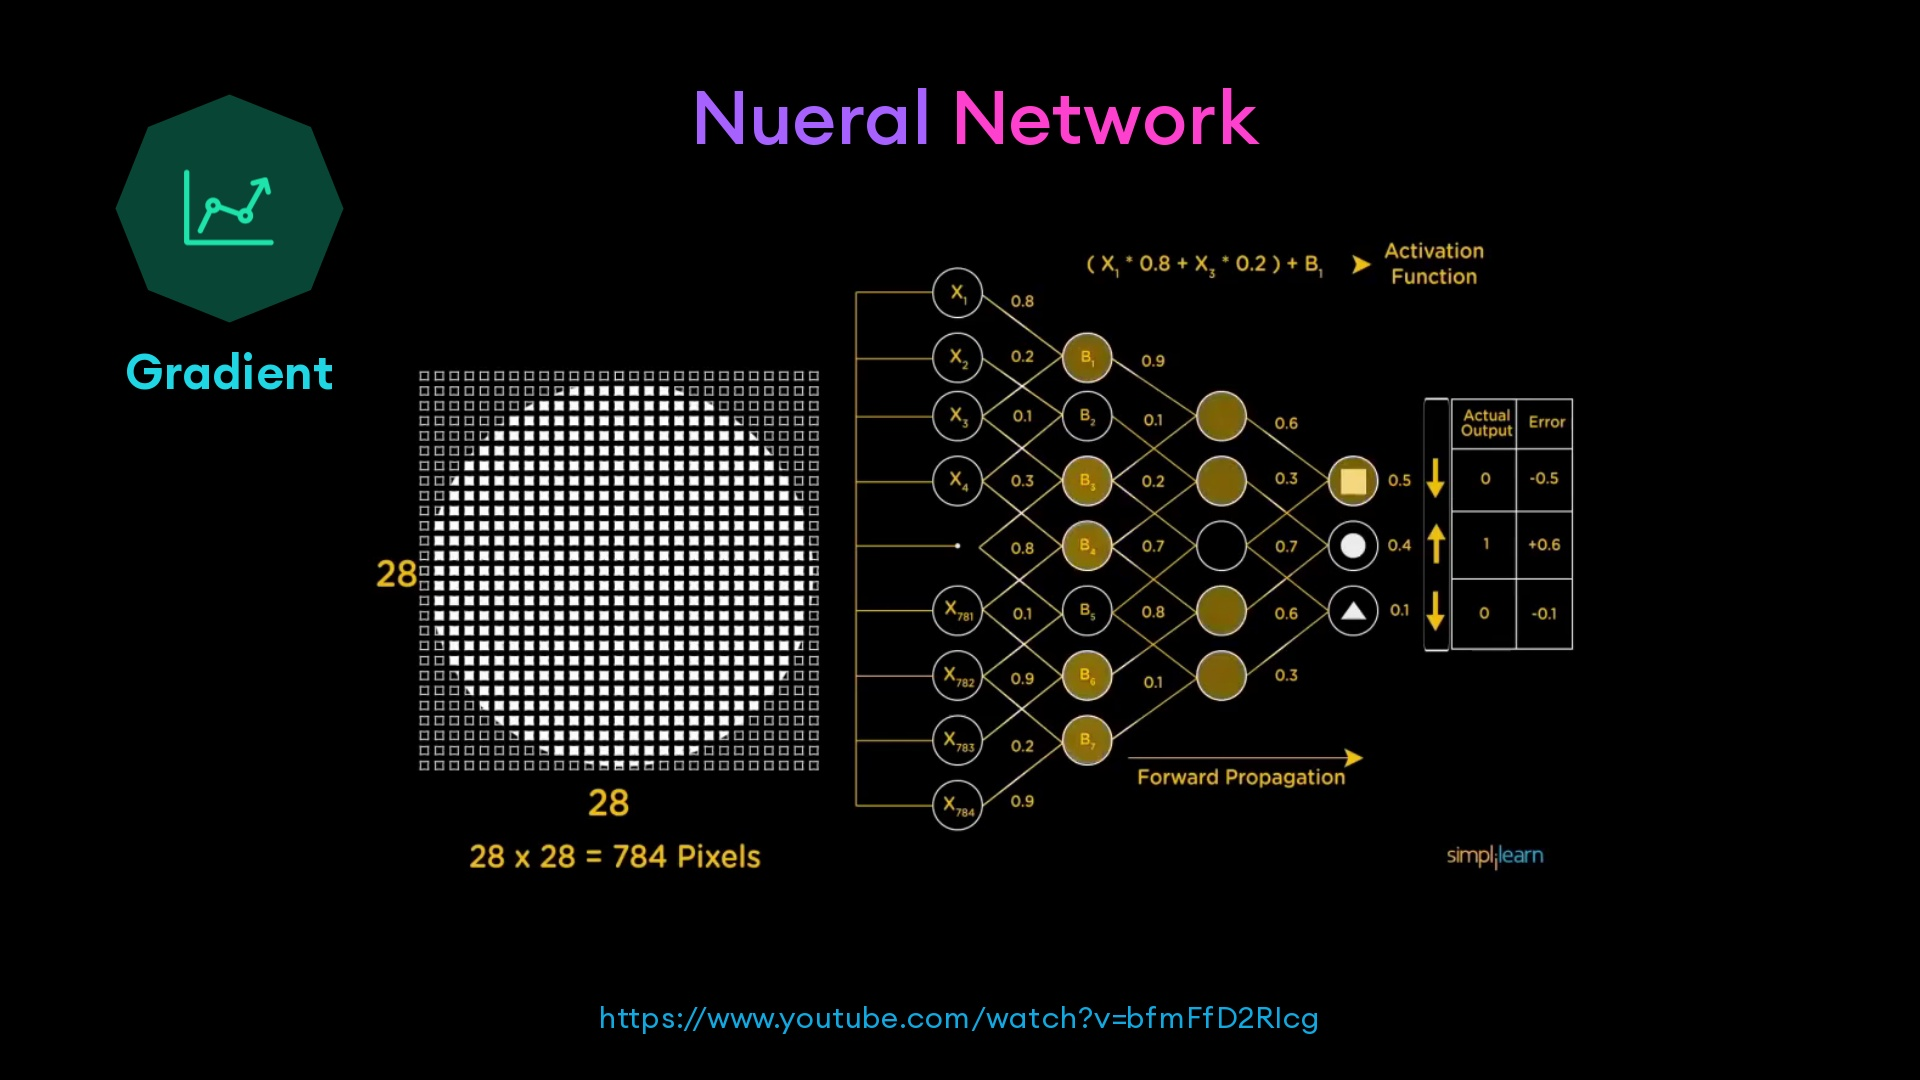 Nueral Network
Gradient
( X1 * 0.8 + X3 * 0.2 ) + B1
Activation
Function
28
28
28 x 28 = 784 Pixels
X1
X2
X3
X4
X781
X782
X783
X784
0.8
0.2
0.1
0.3
0.8
0.1
0.9
0.2
0.9
B1
B2
B3
B4
B5
B6
B7
0.9
0.1
0.2
0.7
0.8
0.1
0.6
0.3
0.7
0.6
0.3
0.5
0.4
0.1
Actual Output Error
0 -0.5
1 +0.6
0 -0.1
Forward Propagation
simplilearn
https://www.youtube.com/watch?v=bfmFfD2RIcg